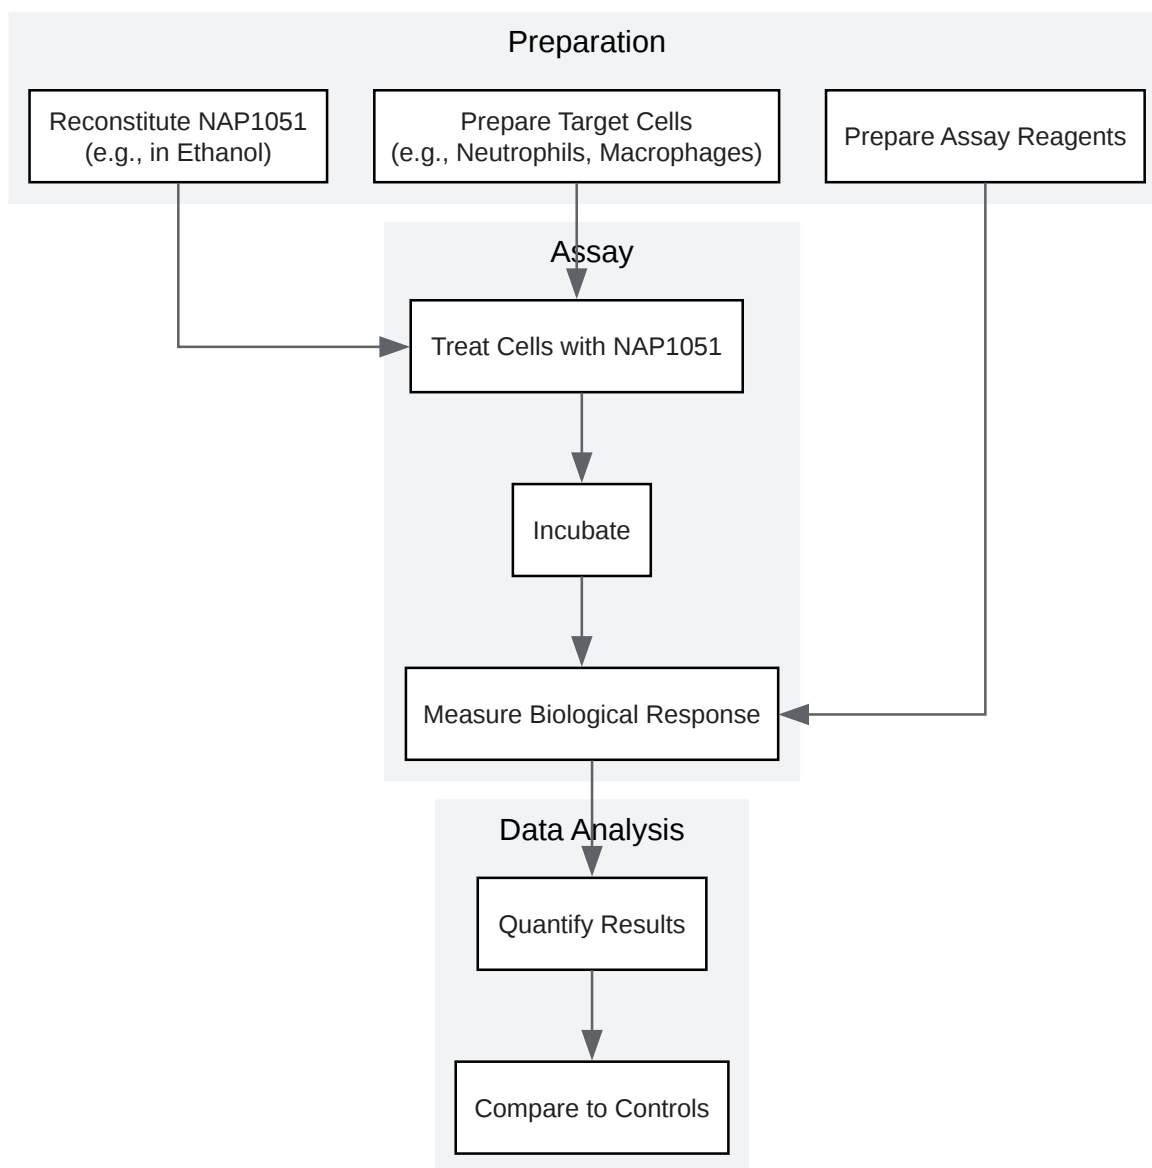 Preparation
Reconstitute NAP1051
(e.g., in Ethanol)
Prepare Target Cells
(e.g., Neutrophils, Macrophages)
Prepare Assay Reagents
Assay
Treat Cells with NAP1051
Incubate
Measure Biological Response
Data Analysis
Quantify Results
Compare to Controls